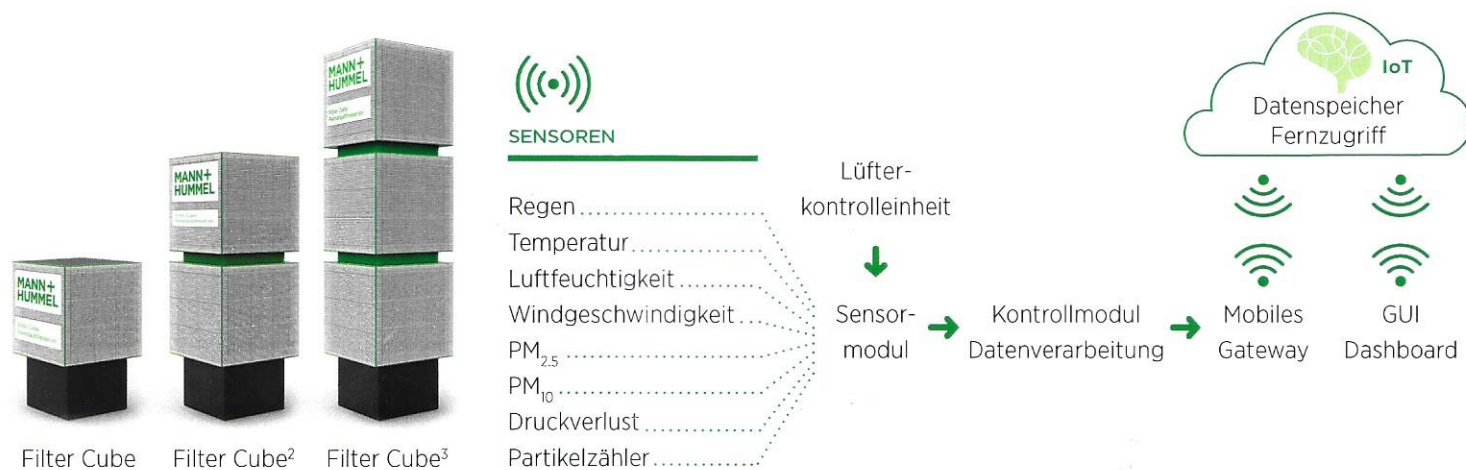 MANN+
HUMMEL
MANN+
HUMMEL
MANN+
HUMMEL
Filter Cube
Filter Cube²
Filter Cube³
SENSOREN
Regen
Temperatur
Luftfeuchtigkeit
Windgeschwindigkeit
PM2.5
PM10
Druckverlust
Partikelzähler
Lüfter-
kontrolleinheit
Sensor-
modul
Kontrollmodul
Datenverarbeitung
Mobiles
Gateway
GUI
Dashboard
IoT
Datenspeicher
Fernzugriff